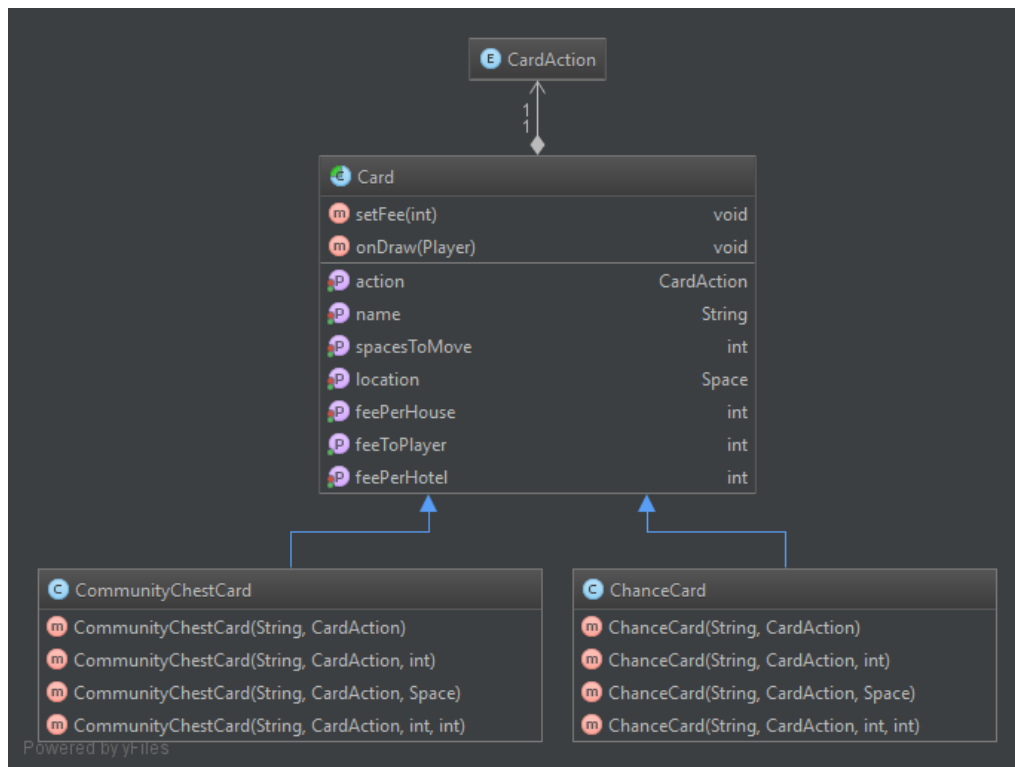 E CardAction
1
1
C Card
m setFee(int) void
m onDraw(Player) void
P action CardAction
P name String
P spacesToMove int
P location Space
P feePerHouse int
P feeToPlayer int
P feePerHotel int
C CommunityChestCard
m CommunityChestCard(String, CardAction)
m CommunityChestCard(String, CardAction, int)
m CommunityChestCard(String, CardAction, Space)
m CommunityChestCard(String, CardAction, int, int)
C ChanceCard
m ChanceCard(String, CardAction)
m ChanceCard(String, CardAction, int)
m ChanceCard(String, CardAction, Space)
m ChanceCard(String, CardAction, int, int)
Powered by yFiles